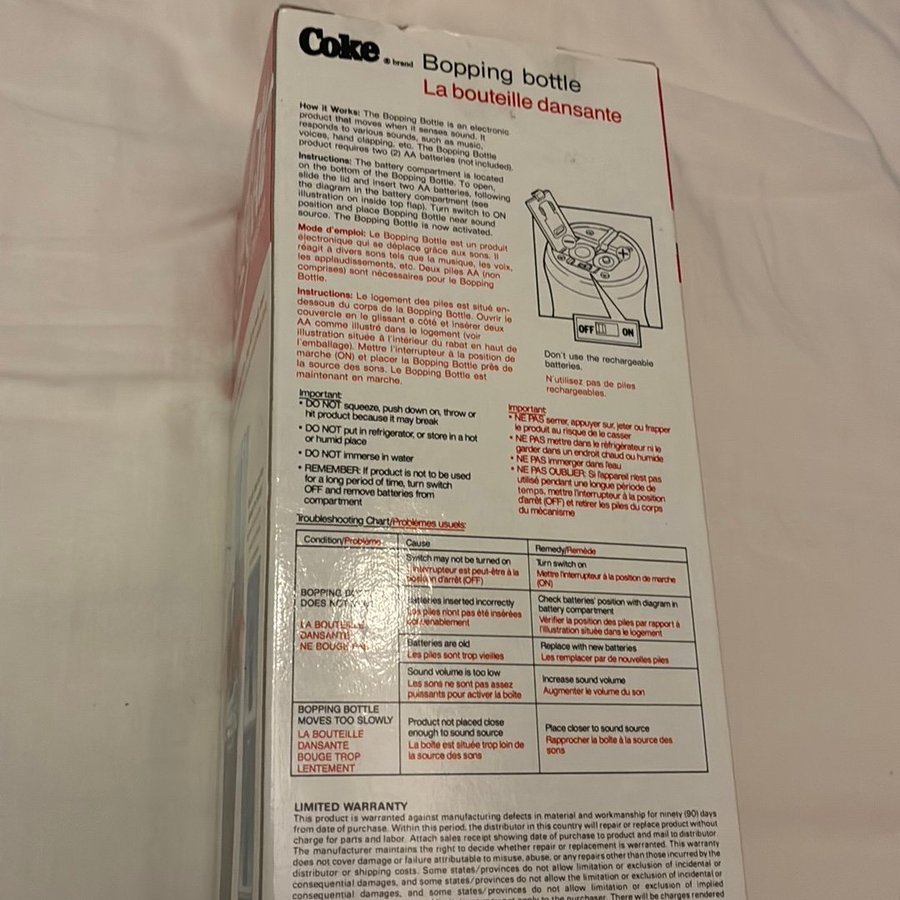 Coke ® brand Bopping bottle
La bouteille dansante
How it Works: The Bopping Bottle is an electronic
product that moves when it senses sound. It
responds to various sounds, such as music,
voices, hand clapping, etc. The Bopping Bottle
product requires two (2) AA batteries (not included).
Instructions: The battery compartment is located
on the bottom of the Bopping Bottle. To open,
slide the lid and insert two AA batteries, following
the diagram in the battery compartment (see
illustration on inside top flap). Turn switch to ON
position and place Bopping Bottle near sound
source. The Bopping Bottle is now activated.
Mode d'emploi: Le Bopping Bottle est un produit
électronique qui se déplace grâce aux sons. Il
réagit à divers sons tels que la musique, les voix,
les applaudissements, etc. Deux piles AA (non
comprises) sont nécessaires pour le Bopping
Bottle.
Instructions: Le logement des piles est situé en-
dessous du corps de la Bopping Bottle. Ouvrir le
couvercle en le glissant e côté et insérer deux
AA comme illustré dans le logement (voir
illustration située à l'intérieur du rabat en haut de
l'emballage). Mettre l'interrupteur à la position de
marche (ON) et placer la Bopping Bottle près de
la source des sons. Le Bopping Bottle est
maintenant en marche.
OFF ON
Don't use the rechargeable
batteries.
N'utilisez pas de piles
rechargeables.
Important
• DO NOT squeeze, push down on, throw or
hit product because it may break
• DO NOT put in refrigerator, or store in a hot
or humid place
• DO NOT immerse in water
• REMEMBER: If product is not to be used
for a long period of time, turn switch
OFF and remove batteries from
compartment
Important
• NE PAS serrer, appuyer sur, jeter ou frapper
le produit au risque de le casser
• NE PAS mettre dans le réfrigérateur ni le
garder dans un endroit chaud ou humide
• NE PAS immerger dans l'eau
• NE PAS OUBLIER: Si l'appareil n'est pas
utilisé pendant une longue période de
temps, mettre l'interrupteur à la position
d'arrêt (OFF) et retirer les piles du corps
du mécanisme
Troubleshooting Chart/Problèmes usuels:
Condition/Problème Cause Remedy/Remède
Switch may not be turned on
L'interrupteur est peut-être à la
position d'arrêt (OFF)
Turn switch on
Mettre l'interrupteur à la position de marche
(ON)
BOPPING
DOES NOT
LA BOUTEILLE
DANSANTE
NE BOUGE PAS
Batteries inserted incorrectly
Les piles n'ont pas été insérées
convenablement
Check batteries' position with diagram in
battery compartment
Vérifier la position des piles par rapport à
l'illustration située dans le logement
Batteries are old
Les piles sont trop vieilles
Replace with new batteries
Les remplacer par de nouvelles piles
Sound volume is too low
Les sons ne sont pas assez
puissants pour activer la boîte
Increase sound volume
Augmenter le volume du son
BOPPING BOTTLE
MOVES TOO SLOWLY
LA BOUTEILLE
DANSANTE
BOUGE TROP
LENTEMENT
Product not placed close
enough to sound source
La boîte est située trop loin de
la source des sons
Place closer to sound source
Rapprocher la boîte à la source des
sons
LIMITED WARRANTY
This product is warranted against manufacturing defects in material and workmanship for ninety (90) days
from date of purchase. Within this period, the distributor in this country will repair or replace product without
charge for parts and labor. Attach sales receipt showing date of purchase to product and mail to distributor.
The manufacturer maintains the right to decide whether repair or replacement is warranted. This warranty
does not cover damage or failure attributable to misuse, abuse, or any repairs other than those incurred by the
distributor or shipping costs. Some states/provinces do not allow limitation or exclusion of incidental or
consequential damages, and some states/provinces do not allow the limitation or exclusion of incidental or
consequential damages, and some states/provinces do not allow limitation or exclusion of implied
to the purchaser. There will be charges rendered